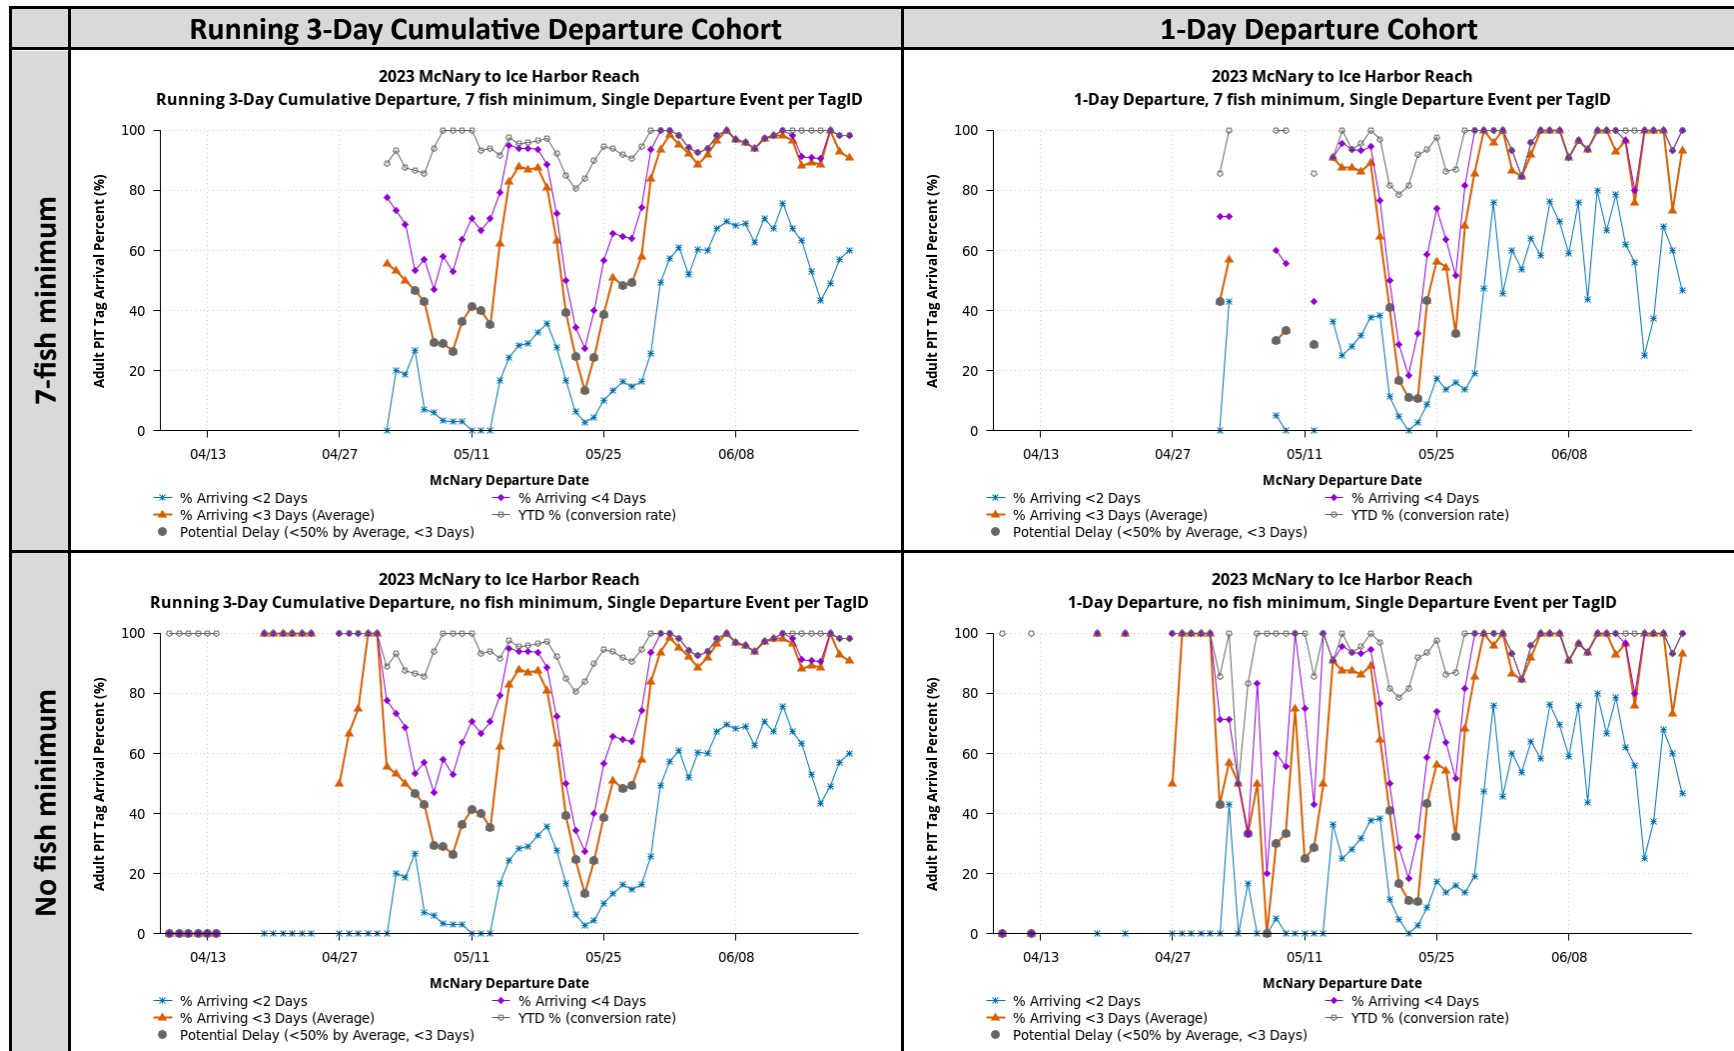 Running 3-Day Cumulative Departure Cohort
1-Day Departure Cohort
7-fish minimum
2023 McNary to Ice Harbor Reach
Running 3-Day Cumulative Departure, 7 fish minimum, Single Departure Event per TagID
Adult PIT Tag Arrival Percent (%)
100
80
60
40
20
0
04/13
04/27
05/11
05/25
06/08
McNary Departure Date
% Arriving <2 Days
% Arriving <4 Days
% Arriving <3 Days (Average)
YTD % (conversion rate)
Potential Delay (<50% by Average, <3 Days)
2023 McNary to Ice Harbor Reach
1-Day Departure, 7 fish minimum, Single Departure Event per TagID
Adult PIT Tag Arrival Percent (%)
100
80
60
40
20
0
04/13
04/27
05/11
05/25
06/08
McNary Departure Date
% Arriving <2 Days
% Arriving <4 Days
% Arriving <3 Days (Average)
YTD % (conversion rate)
Potential Delay (<50% by Average, <3 Days)
No fish minimum
2023 McNary to Ice Harbor Reach
Running 3-Day Cumulative Departure, no fish minimum, Single Departure Event per TagID
Adult PIT Tag Arrival Percent (%)
100
80
60
40
20
0
04/13
04/27
05/11
05/25
06/08
McNary Departure Date
% Arriving <2 Days
% Arriving <4 Days
% Arriving <3 Days (Average)
YTD % (conversion rate)
Potential Delay (<50% by Average, <3 Days)
2023 McNary to Ice Harbor Reach
1-Day Departure, no fish minimum, Single Departure Event per TagID
Adult PIT Tag Arrival Percent (%)
100
80
60
40
20
0
04/13
04/27
05/11
05/25
06/08
McNary Departure Date
% Arriving <2 Days
% Arriving <4 Days
% Arriving <3 Days (Average)
YTD % (conversion rate)
Potential Delay (<50% by Average, <3 Days)